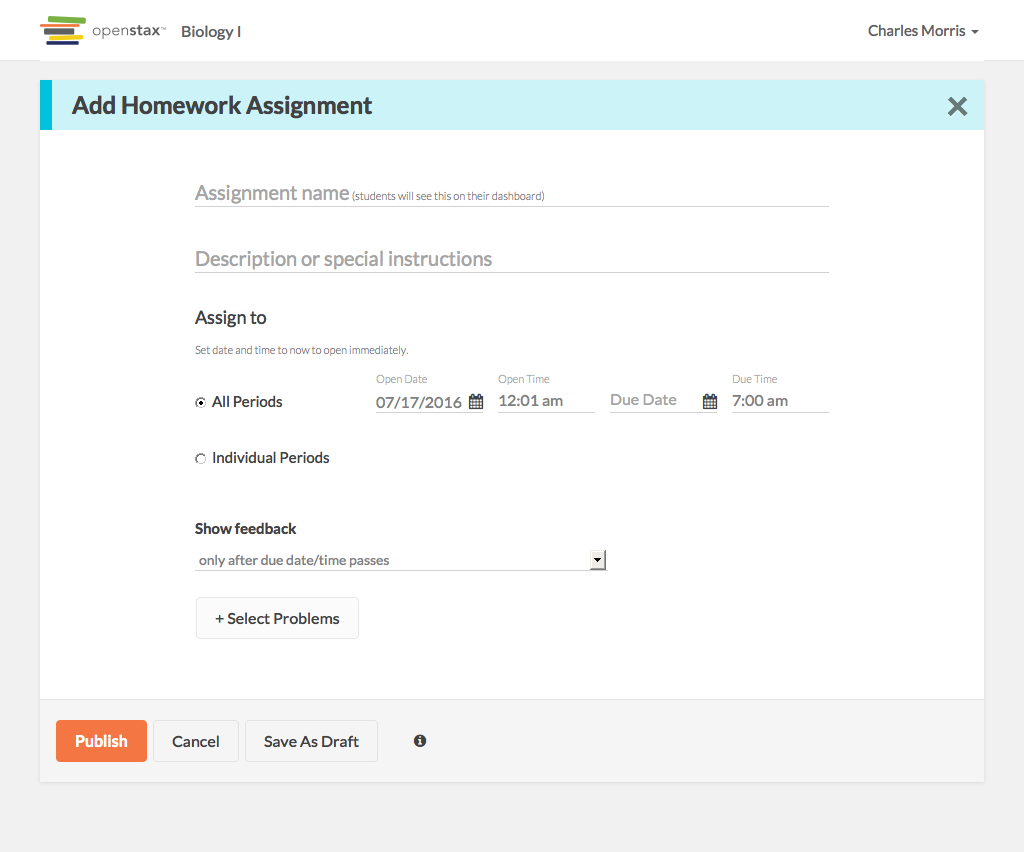 openstax™ Biology I Charles Morris
Add Homework Assignment
Assignment name (students will see this on their dashboard)
Description or special instructions
Assign to
Set date and time to now to open immediately.
Open Date Open Time Due Time
All Periods 07/17/2016 12:01 am Due Date 7:00 am
Individual Periods
Show feedback
only after due date/time passes
+ Select Problems
Publish Cancel Save As Draft